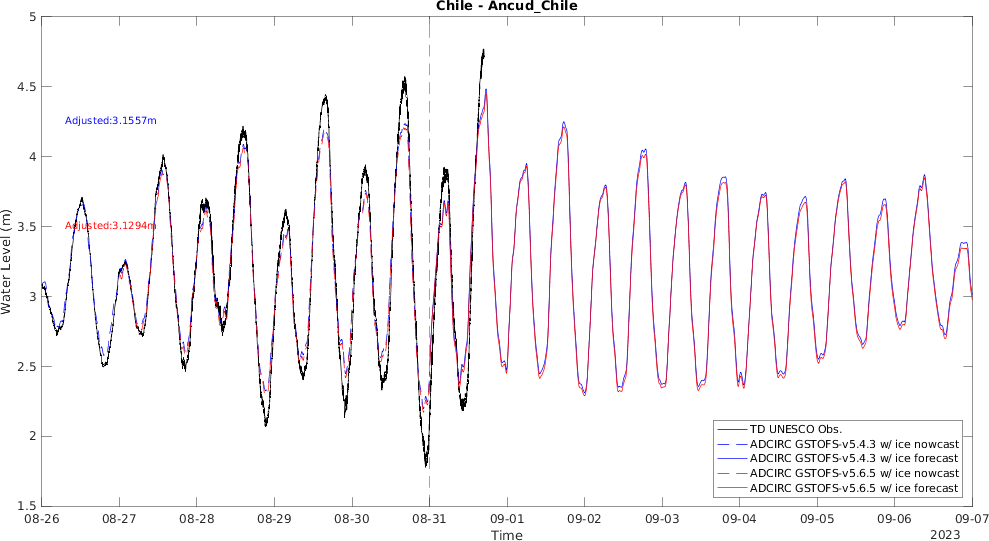 Chile - Ancud_Chile
5
4.5
4
3.5
3
2.5
2
1.5
Water Level (m)
Adjusted:3.1557m
Adjusted:3.1294m
TD UNESCO Obs.
ADCIRC GSTOFS-v5.4.3 w/ ice nowcast
ADCIRC GSTOFS-v5.4.3 w/ ice forecast
ADCIRC GSTOFS-v5.6.5 w/ ice nowcast
ADCIRC GSTOFS-v5.6.5 w/ ice forecast
08-26 08-27 08-28 08-29 08-30 08-31 09-01 09-02 09-03 09-04 09-05 09-06 09-07
Time
2023